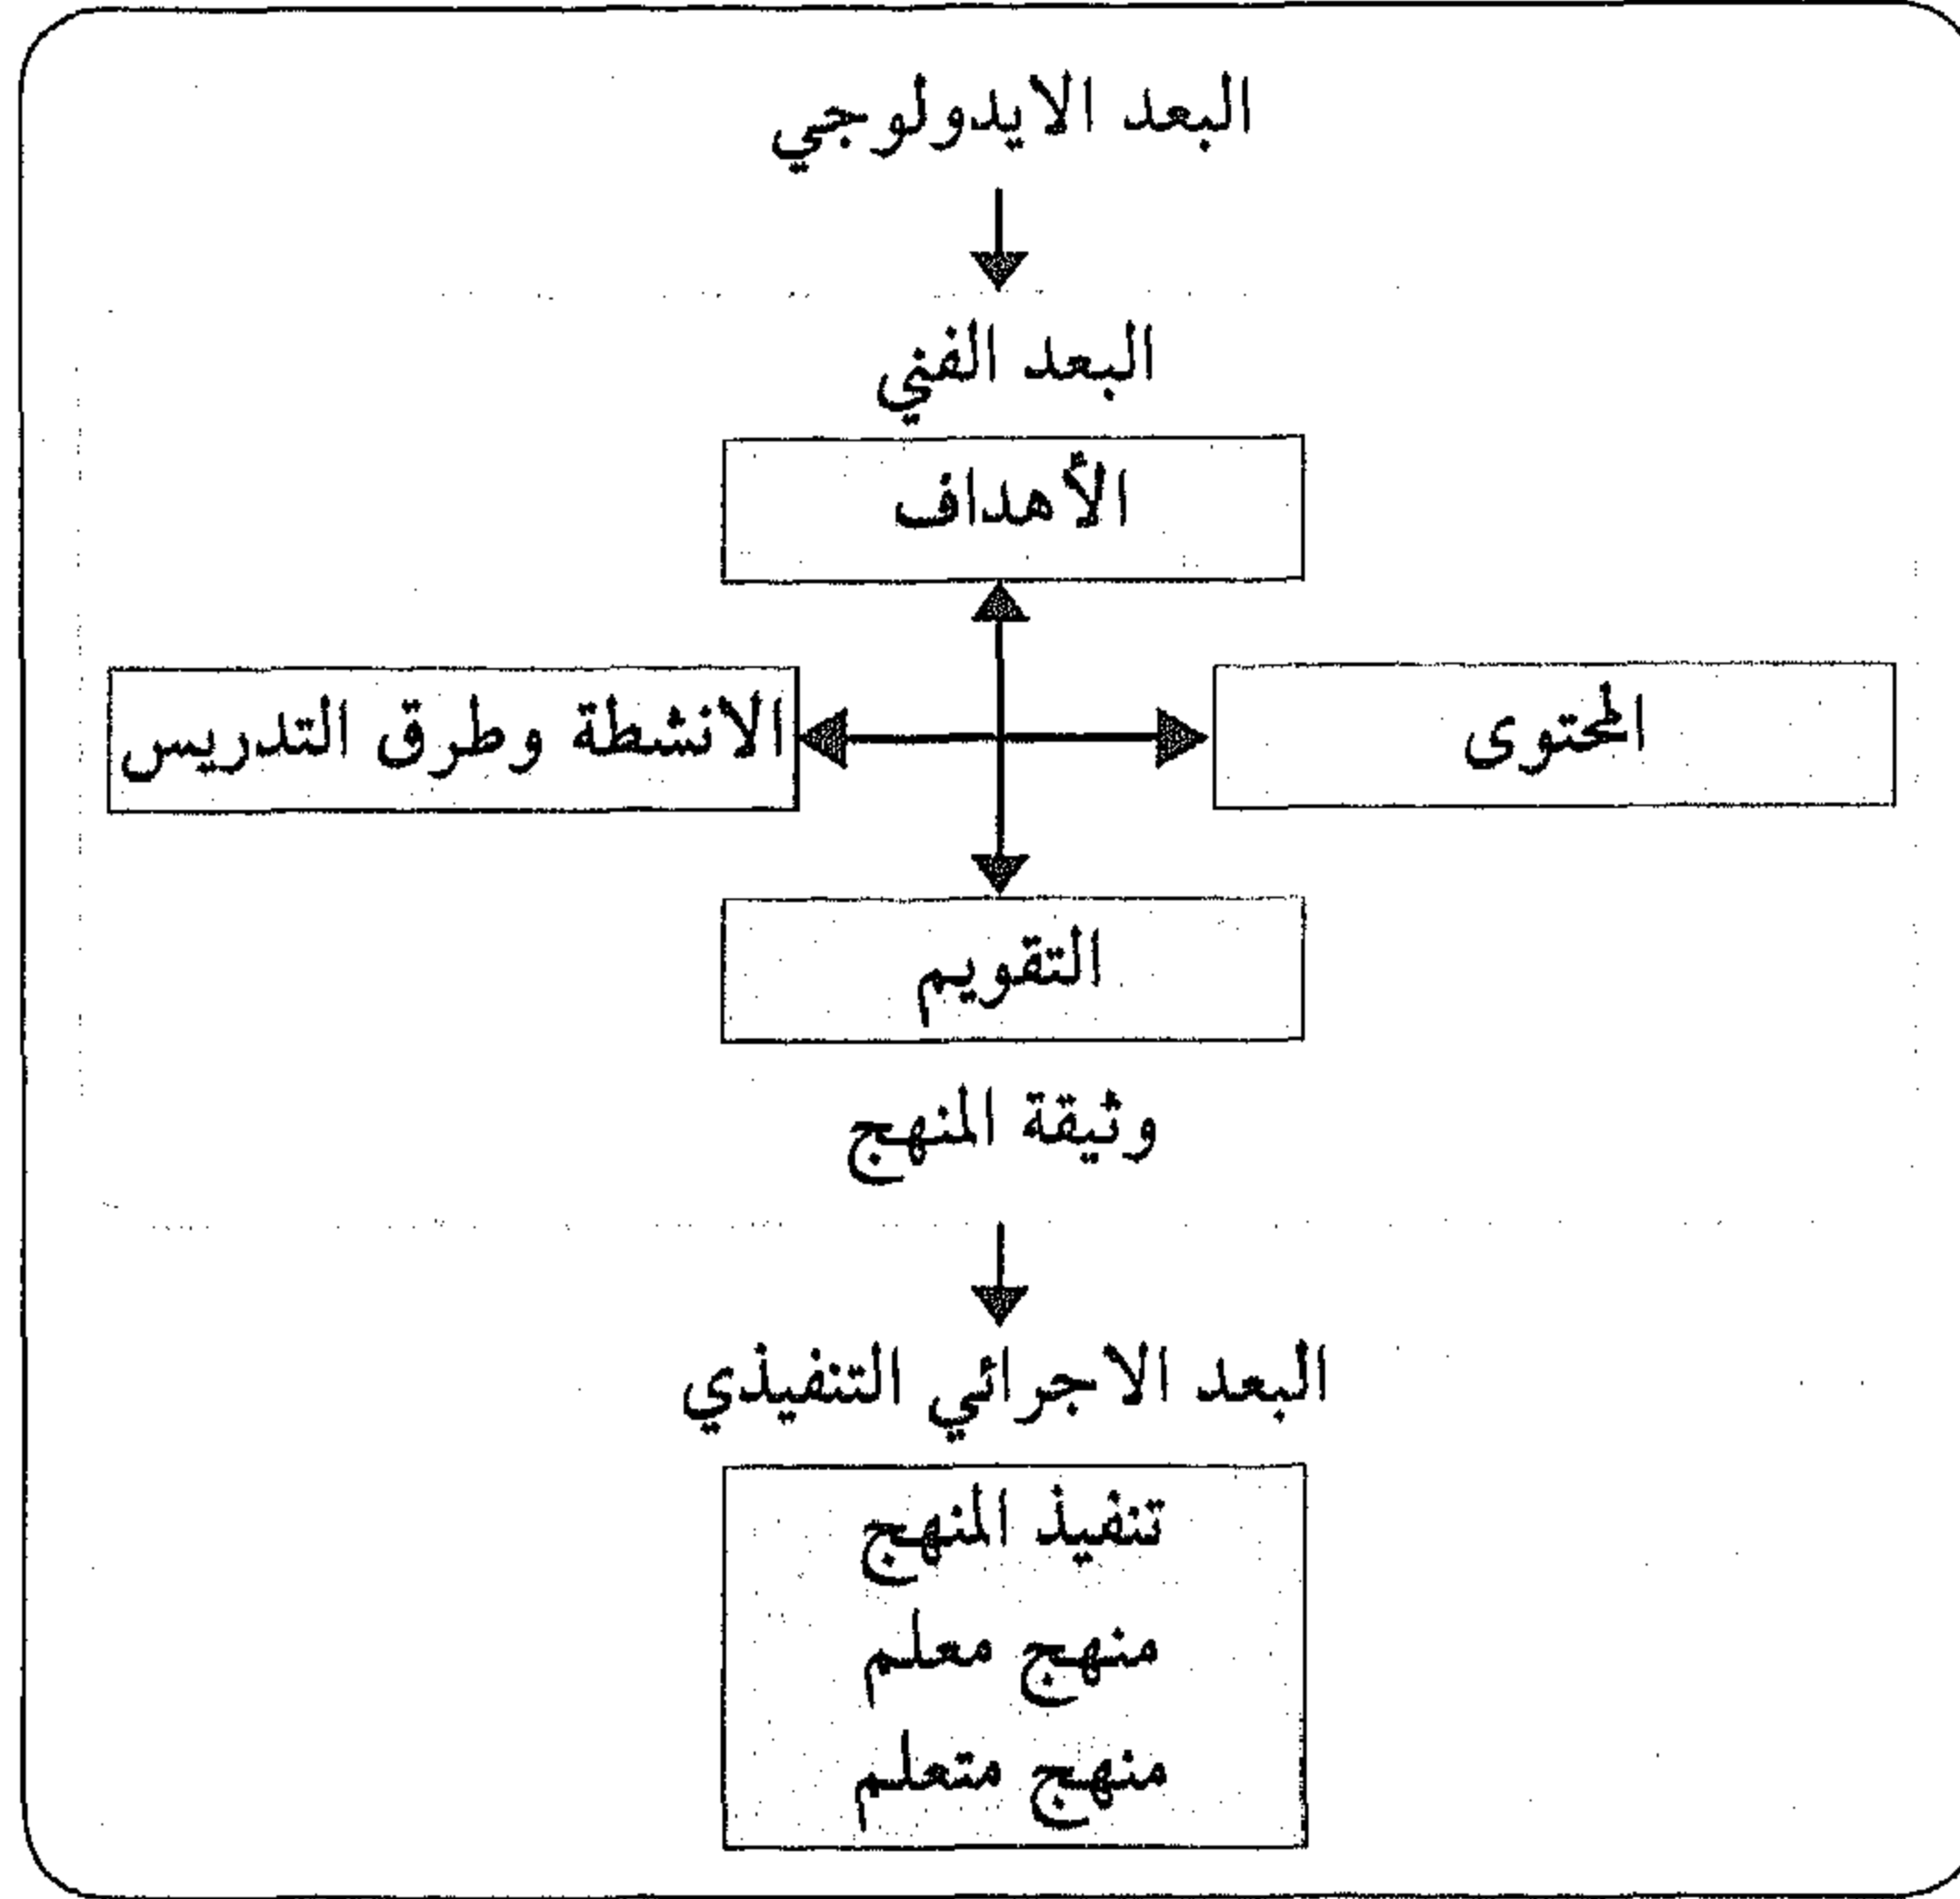 البعد الايدولوجي
البعد الفني
الأهداف
المحتوى
الانشطة وطرق التدريس
التقويم
وثيقة المنهج
البعد الاجرائي التنفيذي
تنفيذ المنهج
منهج معلم
منهج متعلم